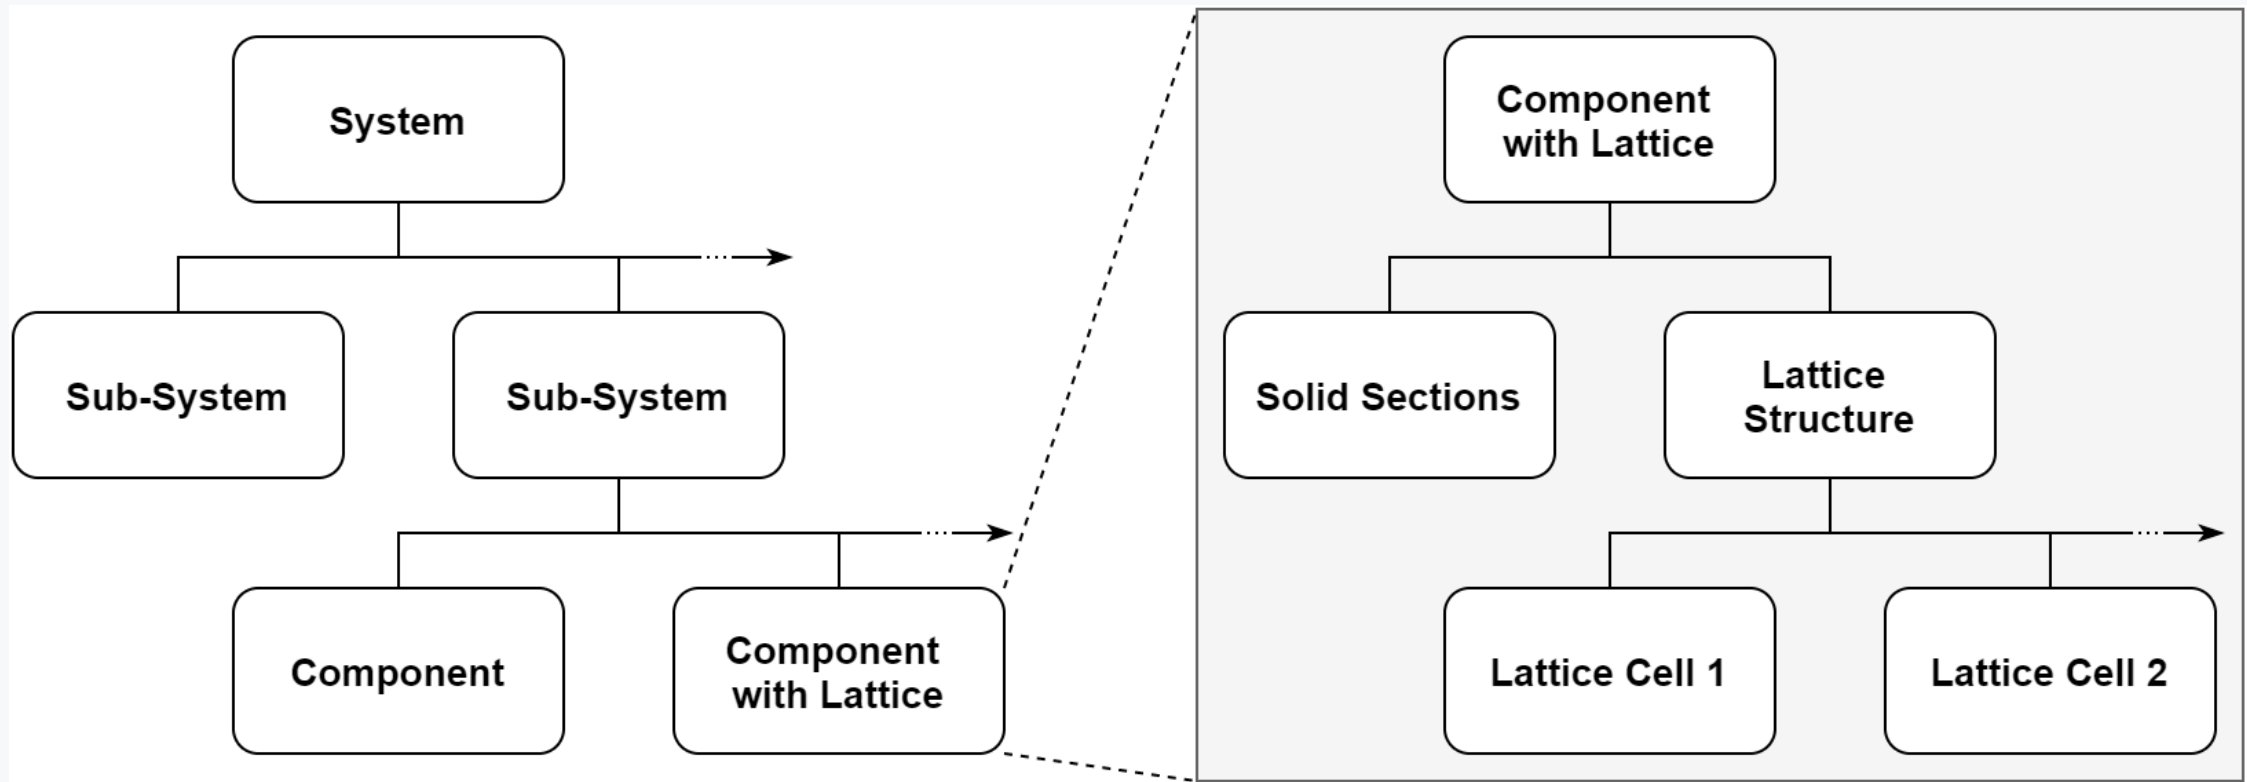 System
Sub-System
Sub-System
Component
Component
with Lattice
Component
with Lattice
Solid Sections
Lattice
Structure
Lattice Cell 1
Lattice Cell 2